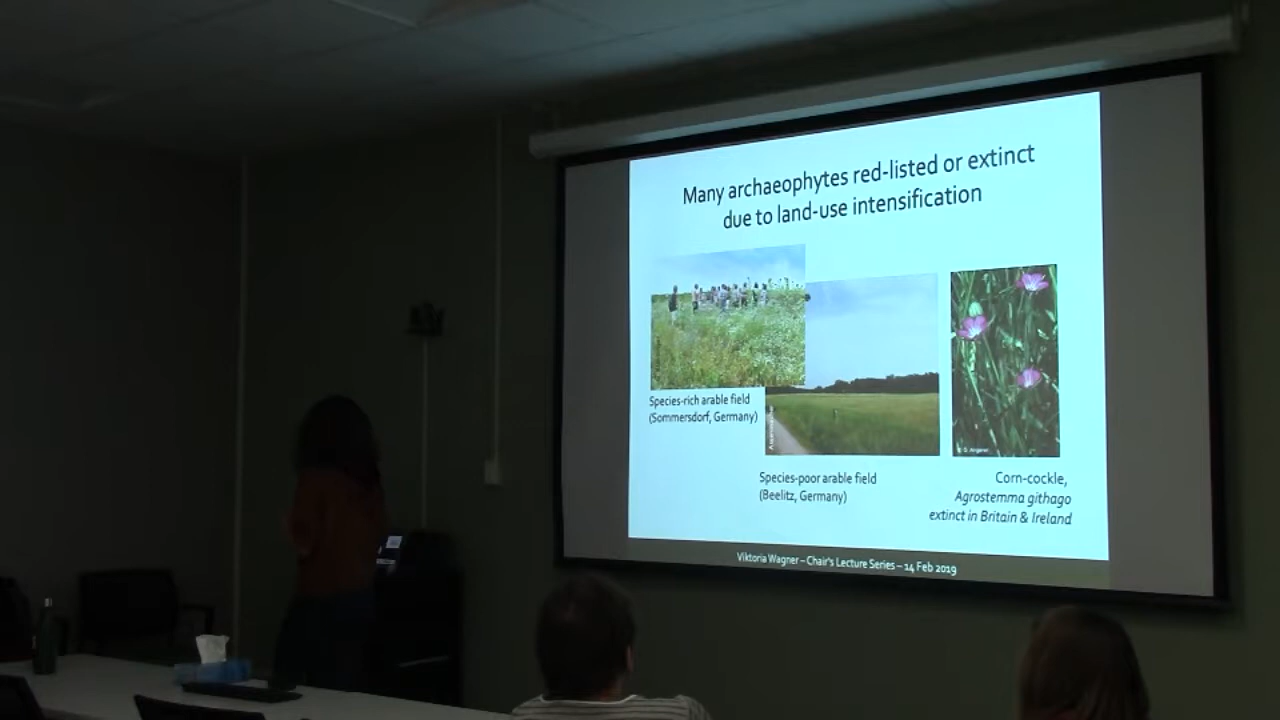 Many archaeophytes red-listed or extinct
due to land-use intensification
Species-rich arable field
(Sommersdorf, Germany)
Species-poor arable field
(Beelitz, Germany)
Corn-cockle,
Agrostemma githago
extinct in Britain & Ireland
Viktoria Wagner – Chair's Lecture Series – 14 Feb 2019